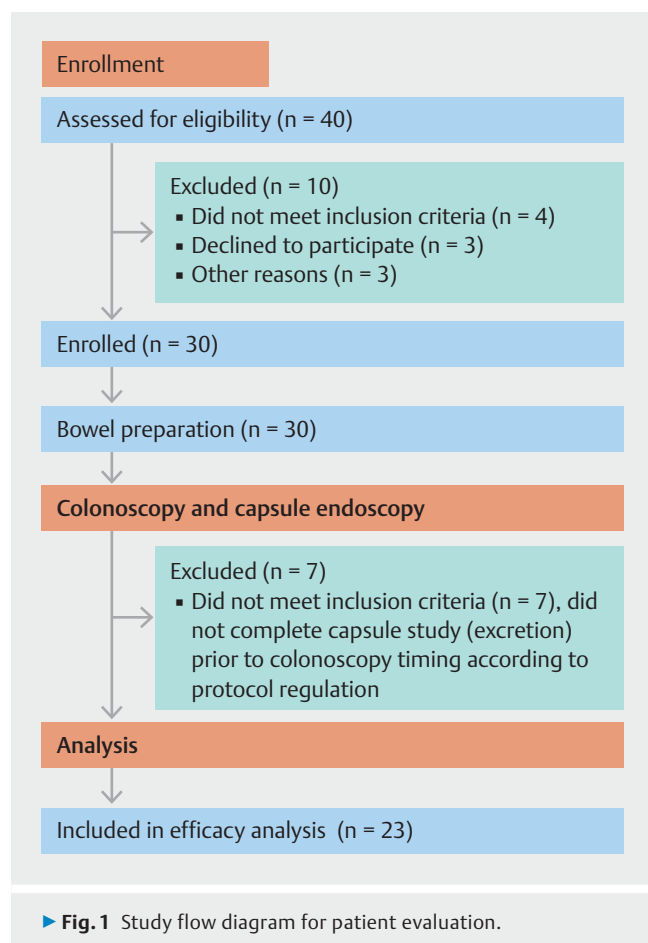 Enrollment
Assessed for eligibility (n = 40)
Excluded (n = 10)
▪ Did not meet inclusion criteria (n = 4)
▪ Declined to participate (n = 3)
▪ Other reasons (n = 3)
Enrolled (n = 30)
Bowel preparation (n = 30)
Colonoscopy and capsule endoscopy
Excluded (n = 7)
▪ Did not meet inclusion criteria (n = 7), did
not complete capsule study (excretion)
prior to colonoscopy timing according to
protocol regulation
Analysis
Included in efficacy analysis (n = 23)
▶ Fig. 1 Study flow diagram for patient evaluation.